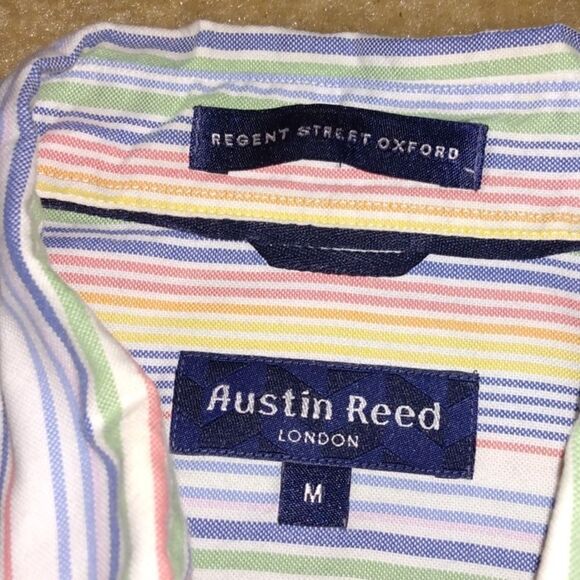 REGENT STREET OXFORD
Austin Reed
LONDON
M